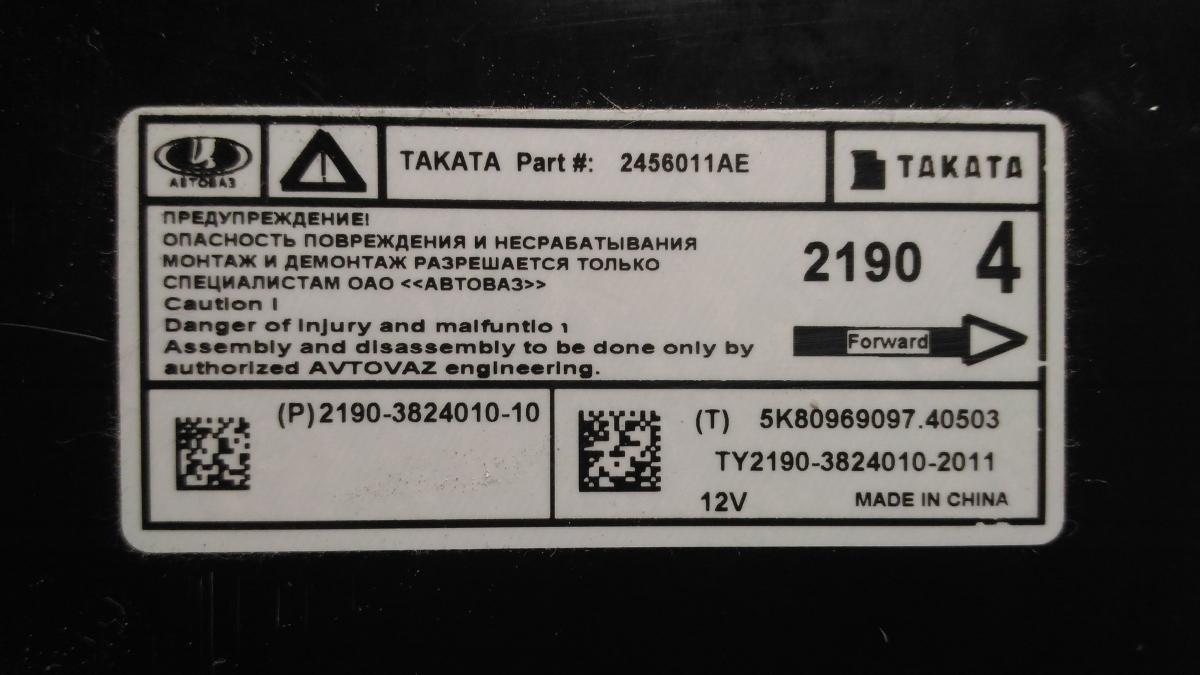 АВТОВАЗ
TAKATA Part #: 2456011AE
TAKATA
ПРЕДУПРЕЖДЕНИЕ!
ОПАСНОСТЬ ПОВРЕЖДЕНИЯ И НЕСРАБАТЫВАНИЯ
МОНТАЖ И ДЕМОНТАЖ РАЗРЕШАЕТСЯ ТОЛЬКО
СПЕЦИАЛИСТАМ ОАО <<АВТОВАЗ>>
Caution !
Danger of injury and malfuntio
Assembly and disassembly to be done only by
authorized AVTOVAZ engineering.
2190 4
Forward
(P)2190-3824010-10
(T) 5K80969097.40503
TY2190-3824010-2011
12V MADE IN CHINA